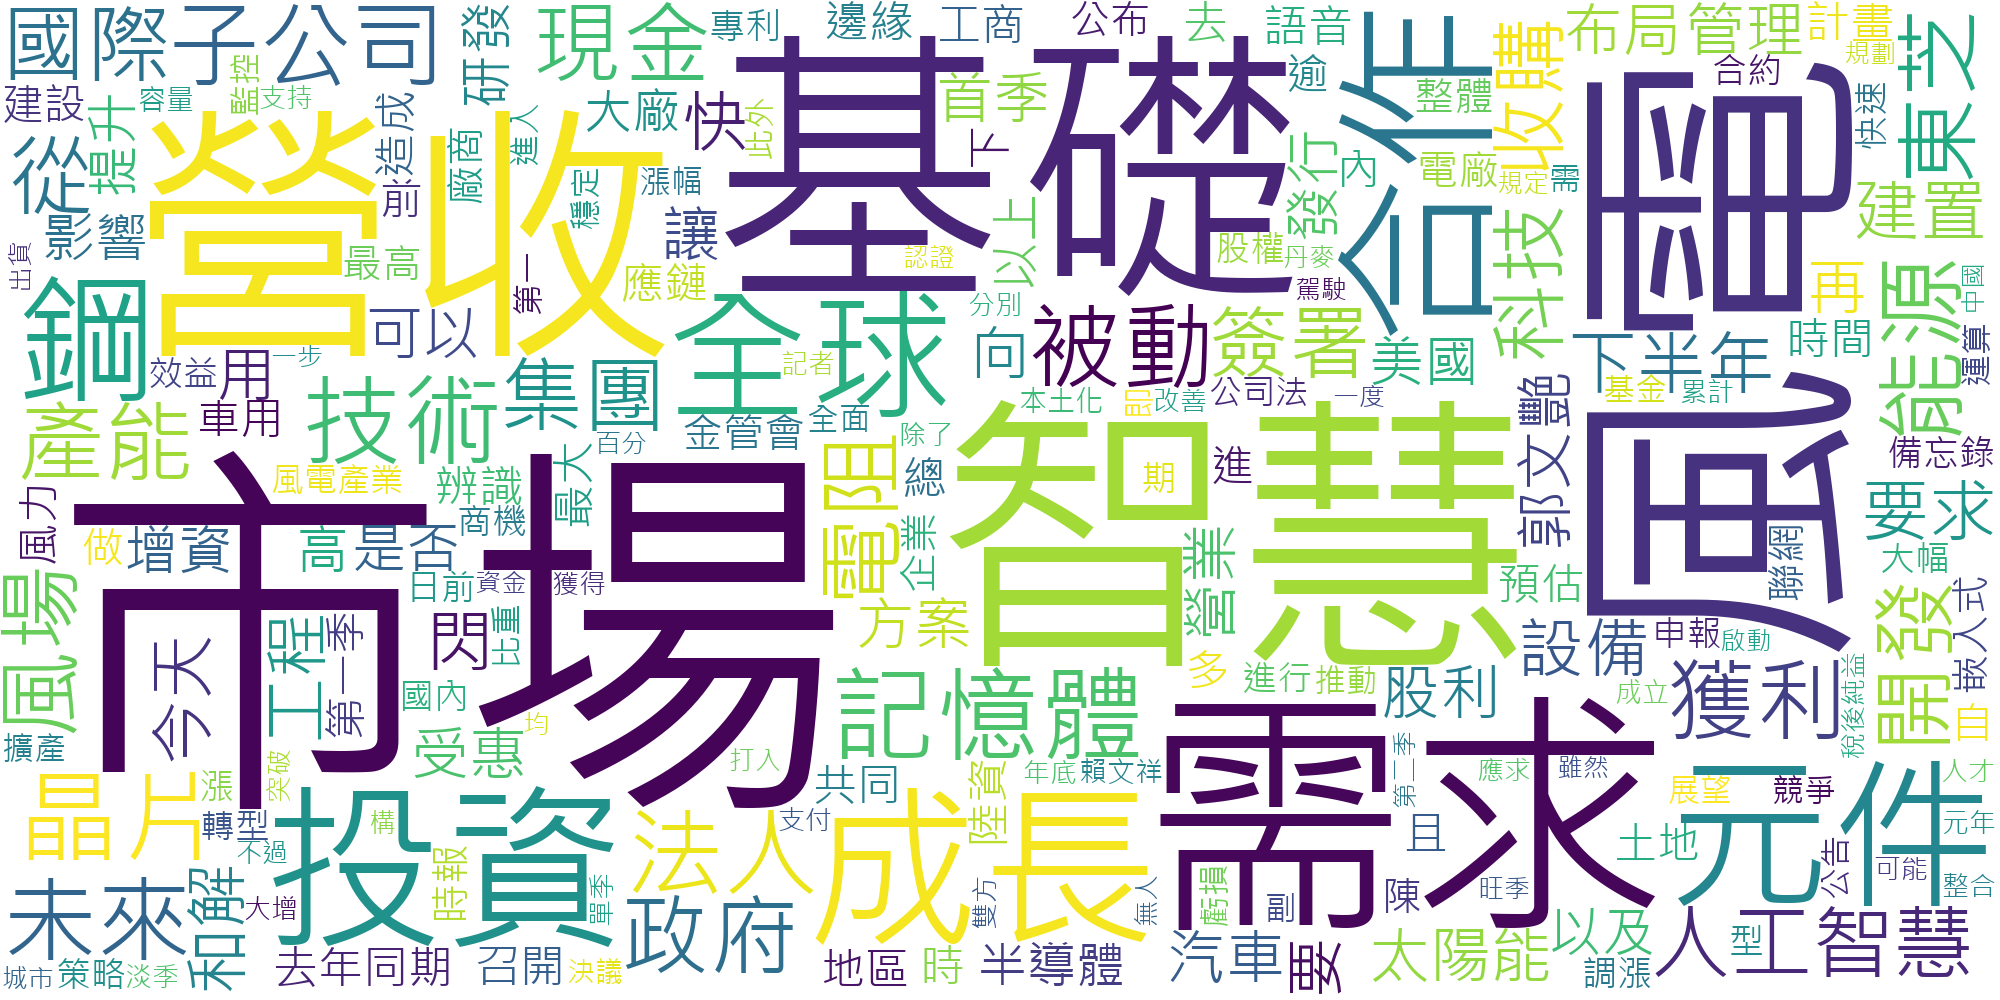 國際子公司
研發
現金
專利
邊緣
工商
公布
去
語音
合作
收購
布局管理
計畫
規劃
東芝
建設
提升
容量
監控
支持
造成
廠商
進入
大廠
快
此外
首季
下
逾
整體
合約
快速
從
影響
營收
前
穩定
漲幅
讓
基礎
以上
發行
內
電廠
規定
需
科技
風電
建置
出貨
鋼
最高
可以
第一
應鏈
認證
全球
分別
股權
丹麥
駕駛
再
能源
中國
效益
用
一步
車用
技術
集團
記者
向
被動
簽署
美國
下半年
時間
運算
產能
百分
金管會
全面
除了
本土化
改善
公司法
一度
郭文艷
基金
累計
備忘錄
風力
風電產業
辨識
商機
最大
電阻
總
企業
智慧
期
進
營業
預估
聯網
要求
大幅
風場
做
增資
高
是否
日前
資金
獲得
市場
今天
工程
第一季
國內
閃
比重
受惠
均
方案
多
進行
推動
股利
設備
申報
啟動
獲利
成立
稅後純益
開發
嵌入式
擴產
晶片
漲
突破
轉型
不過
投資
構
時報
單季
打入
記憶體
共同
支付
法人
成長
陸資
年底
賴文祥
需求
第二季
應求
雖然
且
展望
競爭
土地
元件
人才
元年
未來
和解
大增
政府
雙方
無人
虧損
副
陳
旺季
公告
可能
整合
城市
策略
淡季
去年同期
召開
決議
地區
時
半導體
汽車
要
太陽能
以及
調漲
人工智慧
型